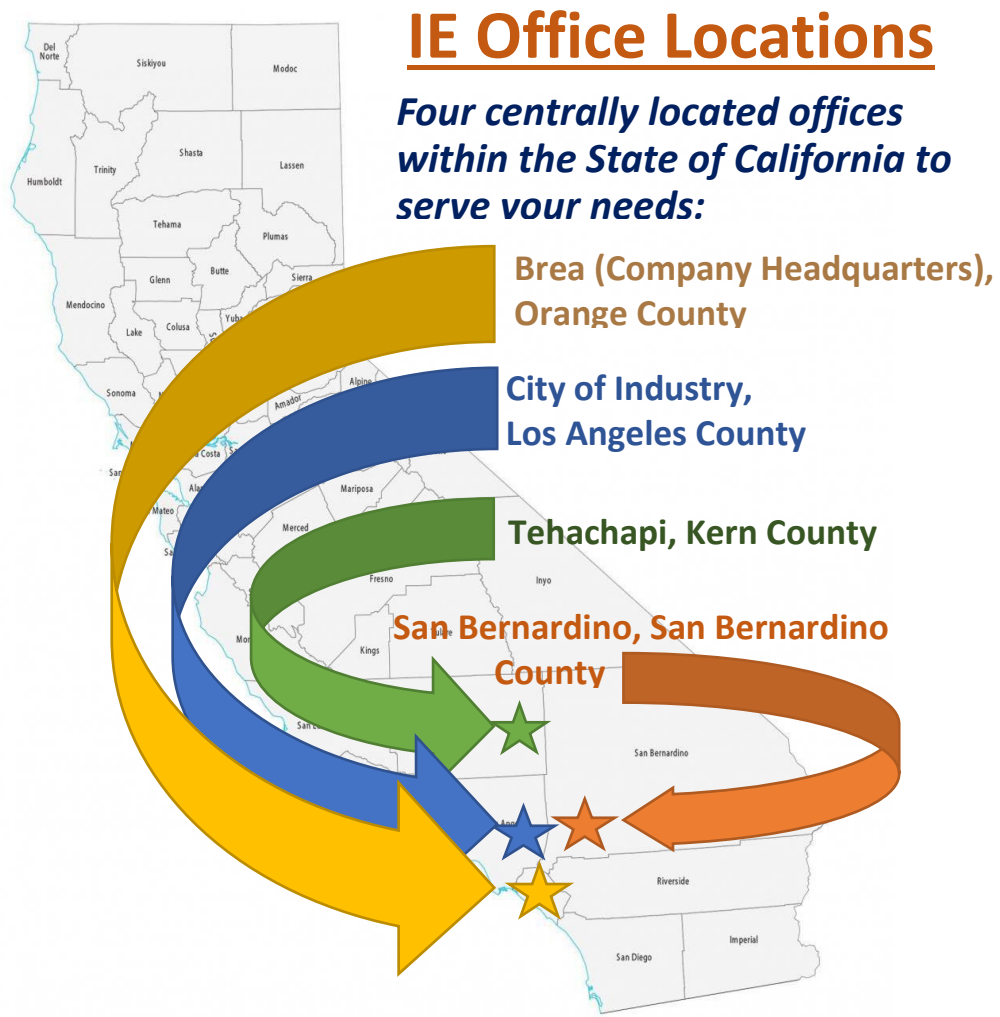 IE Office Locations
Four centrally located offices
within the State of California to
serve your needs:
Brea (Company Headquarters),
Orange County
City of Industry,
Los Angeles County
Tehachapi, Kern County
San Bernardino, San Bernardino
County
Del
Norte
Siskiyou
Modoc
Humboldt
Trinity
Shasta
Lassen
Tehama
Plumas
Mendocino
Glenn
Butte
Sierra
Lake
Colusa
Yuba
Sonoma
Alpine
Amador
Costa
Mateo
Mariposa
Merced
Fresno
Inyo
Kings
San Bernardino
Riverside
San Diego
Imperial